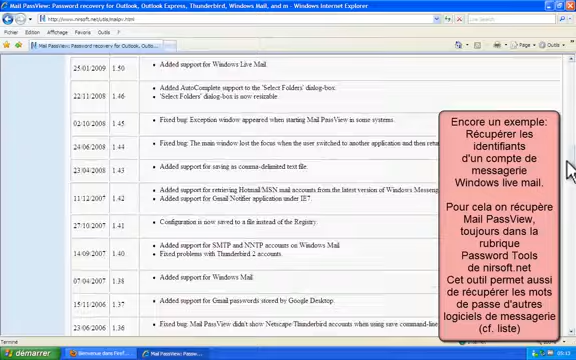 Mail PassView: Password recovery for Outlook, Outlook Express, Thunderbird, Windows Mail, and m - Windows Internet Explorer
http://www.nirsoft.net/utils/mailpv.html
Fichier Edition Affichage Favoris Outils ?
Mail PassView: Password recovery for Outlook, Outlo...
Page Outils
25/01/2009 1.50 Added support for Windows Live Mail.
22/11/2008 1.46 Added AutoComplete support to the 'Select Folders' dialog-box.
'Select Folders' dialog-box is now resizable.
02/10/2008 1.45 Fixed bug: Exception window appeared when starting Mail PassView in some systems.
24/06/2008 1.44 Fixed bug: The main window lost the focus when the user switched to another application and then retu
23/04/2008 1.43 Added support for saving as comma-delimited text file.
11/12/2007 1.42 Added support for retrieving Hotmail/MSN mail accounts from the latest version of Windows Messeng
Added support for Gmail Notifier application under IE7.
27/10/2007 1.41 Configuration is now saved to a file instead of the Registry.
14/09/2007 1.40 Added support for SMTP and NNTP accounts on Windows Mail
Fixed problems with Thunderbird 2 accounts.
07/04/2007 1.38 Added support for Windows Mail
15/11/2006 1.37 Added support for Gmail passwords stored by Google Desktop.
23/06/2006 1.36 Fixed bug: Mail PassView didn't show Netscape/Thunderbird accounts when using save command-line
Encore un exemple:
Récupérer les
identifiants
d'un compte de
messagerie
Windows live mail.
Pour cela on récupère
Mail PassView,
toujours dans la
rubrique
Password Tools
de nirsoft.net
Cet outil permet aussi
de récupérer les mots
de passe d'autres
logiciels de messagerie
(cf. liste)
Terminé
démarrer
Bienvenue dans Firef...
Mail PassView: Passw...